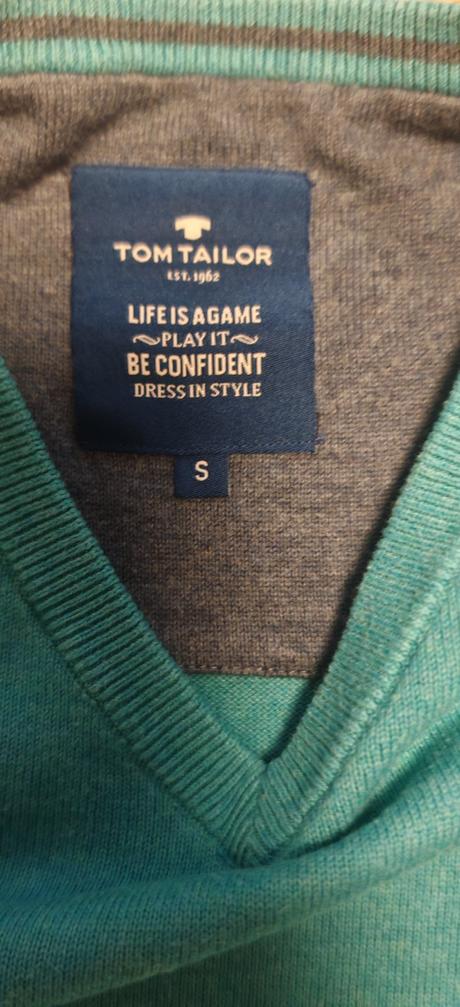 TOM TAILOR
EST. 1962
LIFE IS A GAME
PLAY IT
BE CONFIDENT
DRESS IN STYLE
S